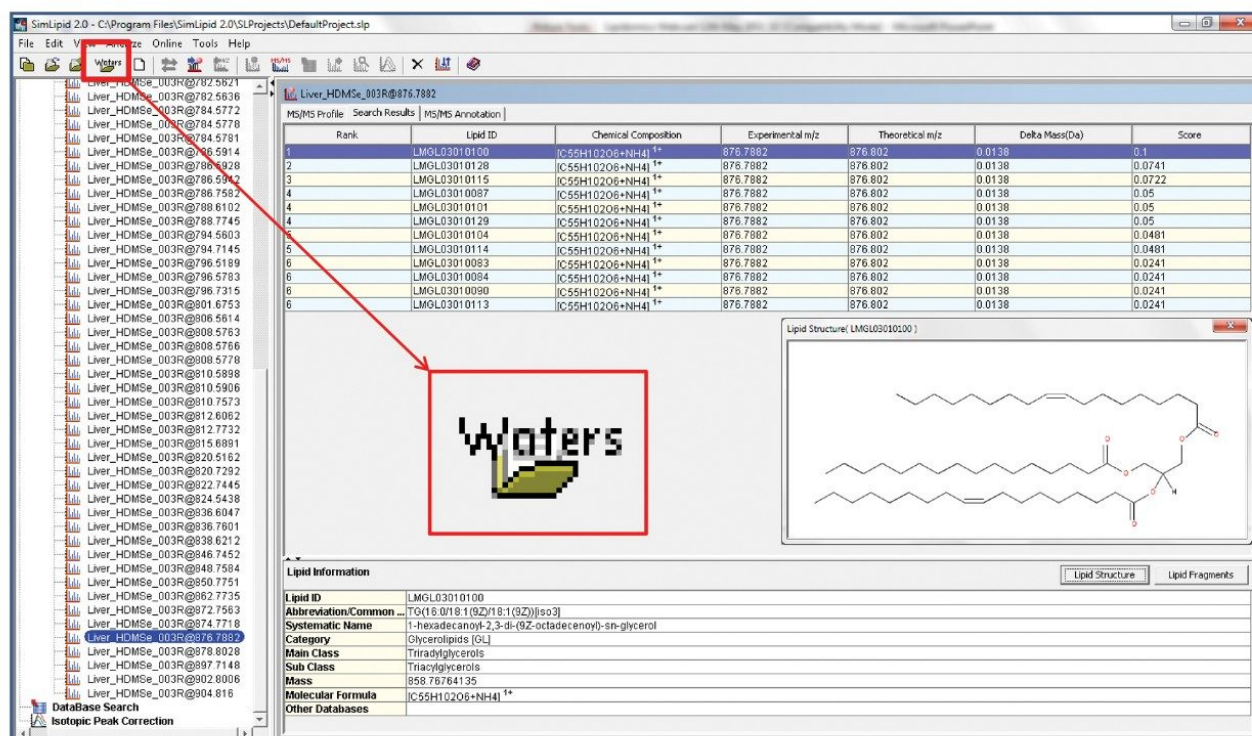 SimLipid 2.0 - C:\Program Files\SimLipid 2.0\SLProjects\DefaultProject.slp
File Edit View Analyze Online Tools Help
Waters
Liver_HDMSe_003R@782.5621
Liver_HDMSe_003R@782.5636
Liver_HDMSe_003R@784.5772
Liver_HDMSe_003R@784.5778
Liver_HDMSe_003R@784.5781
Liver_HDMSe_003R@786.5914
Liver_HDMSe_003R@786.5928
Liver_HDMSe_003R@786.5942
Liver_HDMSe_003R@786.7582
Liver_HDMSe_003R@788.6102
Liver_HDMSe_003R@788.7745
Liver_HDMSe_003R@794.5603
Liver_HDMSe_003R@794.7145
Liver_HDMSe_003R@796.5189
Liver_HDMSe_003R@796.5783
Liver_HDMSe_003R@796.7315
Liver_HDMSe_003R@801.6753
Liver_HDMSe_003R@806.5614
Liver_HDMSe_003R@808.5763
Liver_HDMSe_003R@808.5766
Liver_HDMSe_003R@808.5778
Liver_HDMSe_003R@810.5898
Liver_HDMSe_003R@810.5906
Liver_HDMSe_003R@810.7573
Liver_HDMSe_003R@812.6062
Liver_HDMSe_003R@812.7732
Liver_HDMSe_003R@815.6891
Liver_HDMSe_003R@820.5162
Liver_HDMSe_003R@820.7292
Liver_HDMSe_003R@822.7445
Liver_HDMSe_003R@824.5438
Liver_HDMSe_003R@836.6047
Liver_HDMSe_003R@836.7601
Liver_HDMSe_003R@838.6212
Liver_HDMSe_003R@846.7452
Liver_HDMSe_003R@848.7584
Liver_HDMSe_003R@850.7751
Liver_HDMSe_003R@862.7735
Liver_HDMSe_003R@872.7563
Liver_HDMSe_003R@874.7718
Liver_HDMSe_003R@876.7882
Liver_HDMSe_003R@878.8028
Liver_HDMSe_003R@897.7148
Liver_HDMSe_003R@902.8006
Liver_HDMSe_003R@904.816
DataBase Search
Isotopic Peak Correction
Liver_HDMSe_003R@876.7882
MS/MS Profile Search Results MS/MS Annotation
Rank Lipid ID Chemical Composition Experimental m/z Theoretical m/z Delta Mass(Da) Score
1 LMGL03010100 [C55H102O6+NH4] 1+ 876.7882 876.802 0.0138 0.1
2 LMGL03010128 [C55H102O6+NH4] 1+ 876.7882 876.802 0.0138 0.0741
3 LMGL03010115 [C55H102O6+NH4] 1+ 876.7882 876.802 0.0138 0.0722
4 LMGL03010087 [C55H102O6+NH4] 1+ 876.7882 876.802 0.0138 0.05
4 LMGL03010101 [C55H102O6+NH4] 1+ 876.7882 876.802 0.0138 0.05
4 LMGL03010129 [C55H102O6+NH4] 1+ 876.7882 876.802 0.0138 0.05
5 LMGL03010104 [C55H102O6+NH4] 1+ 876.7882 876.802 0.0138 0.0481
5 LMGL03010114 [C55H102O6+NH4] 1+ 876.7882 876.802 0.0138 0.0481
6 LMGL03010083 [C55H102O6+NH4] 1+ 876.7882 876.802 0.0138 0.0241
6 LMGL03010084 [C55H102O6+NH4] 1+ 876.7882 876.802 0.0138 0.0241
6 LMGL03010090 [C55H102O6+NH4] 1+ 876.7882 876.802 0.0138 0.0241
6 LMGL03010113 [C55H102O6+NH4] 1+ 876.7882 876.802 0.0138 0.0241
Waters
Lipid Structure( LMGL03010100 )
O
O
O
O
H
O
O
Lipid Information
Lipid Structure Lipid Fragments
Lipid ID LMGL03010100
Abbreviation/Common ... TG(16:0/18:1(9Z)/18:1(9Z))[iso3]
Systematic Name 1-hexadecanoyl-2,3-di-(9Z-octadecenoyl)-sn-glycerol
Category Glycerolipids [GL]
Main Class Triradylglycerols
Sub Class Triacylglycerols
Mass 858.76764135
Molecular Formula [C55H102O6+NH4] 1+
Other Databases